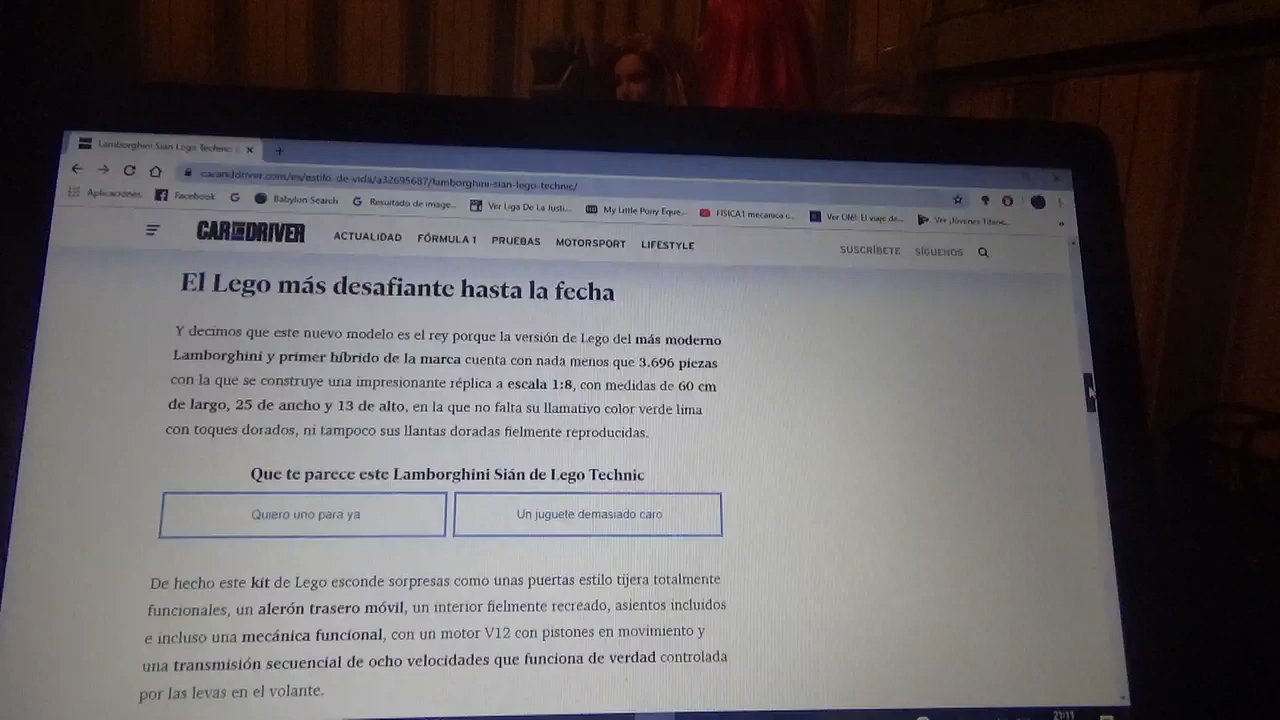 Lamborghini Sián Lego Technic:
caranddriver.com/es/estilo-de-vida/a32695687/lamborghini-sian-lego-technic/
Aplicaciones Facebook Babylon Search Resultado de image... Ver Liga De La Justi... My Little Pony Eque... FISICA1 mecanica c... Ver Olé! El viaje de... Ver Jóvenes Titane...
CAR AND DRIVER ACTUALIDAD FÓRMULA 1 PRUEBAS MOTORSPORT LIFESTYLE SUSCRÍBETE SÍGUENOS
El Lego más desafiante hasta la fecha
Y decimos que este nuevo modelo es el rey porque la versión de Lego del más moderno
Lamborghini y primer híbrido de la marca cuenta con nada menos que 3.696 piezas
con la que se construye una impresionante réplica a escala 1:8, con medidas de 60 cm
de largo, 25 de ancho y 13 de alto, en la que no falta su llamativo color verde lima
con toques dorados, ni tampoco sus llantas doradas fielmente reproducidas.
Que te parece este Lamborghini Sián de Lego Technic
Quiero uno para ya
Un juguete demasiado caro
De hecho este kit de Lego esconde sorpresas como unas puertas estilo tijera totalmente
funcionales, un alerón trasero móvil, un interior fielmente recreado, asientos incluidos
e incluso una mecánica funcional, con un motor V12 con pistones en movimiento y
una transmisión secuencial de ocho velocidades que funciona de verdad controlada
por las levas en el volante.
21:11